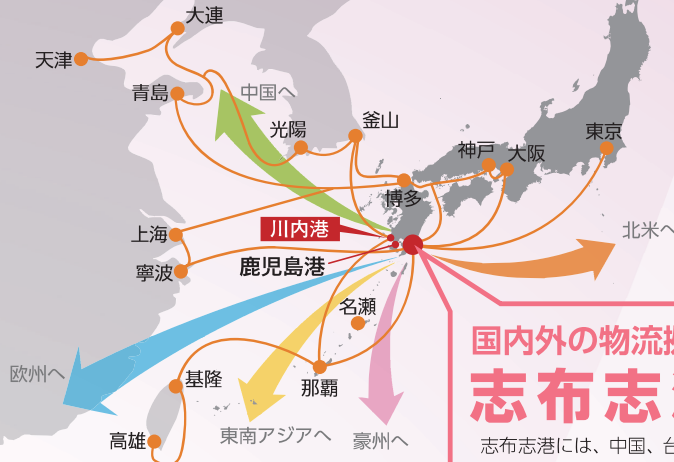 大連
天津
青島
中国へ
光陽
釜山
神戸
大阪
東京
博多
上海
川内港
北米へ
寧波
鹿児島港
名瀬
国内外の物流
欧州へ
基隆
那覇
志布志
東南アジアへ
豪州へ
高雄
志布志港には、中国、台